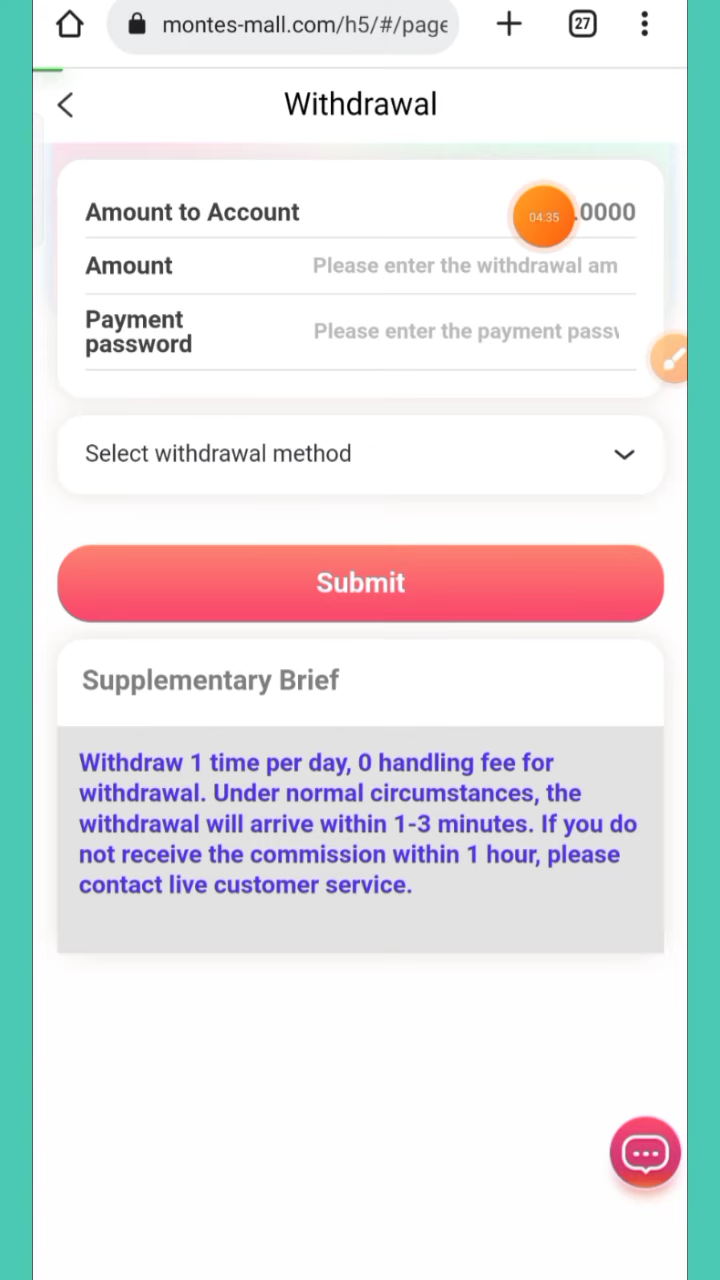 montes-mall.com/h5/#/page
27
Withdrawal
Amount to Account
.0000
04:35
Amount
Please enter the withdrawal am
Payment
password
Please enter the payment pass
Select withdrawal method
Submit
Supplementary Brief
Withdraw 1 time per day, 0 handling fee for
withdrawal. Under normal circumstances, the
withdrawal will arrive within 1-3 minutes. If you do
not receive the commission within 1 hour, please
contact live customer service.